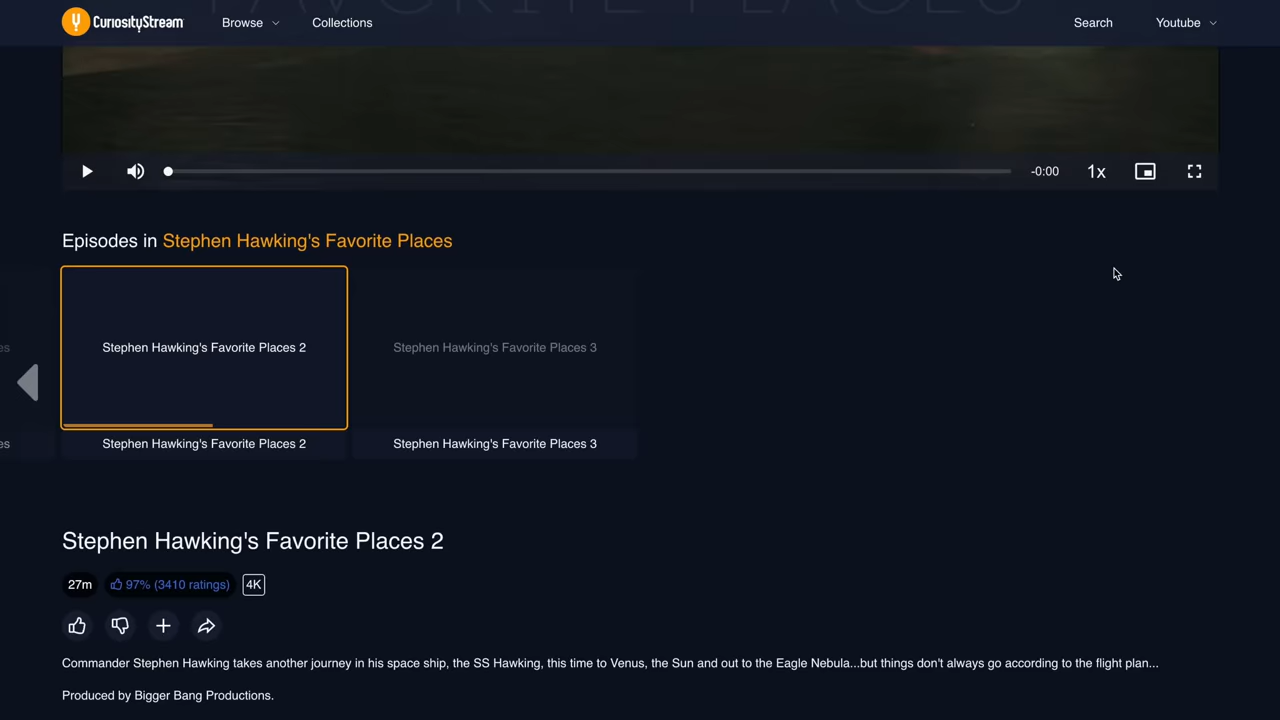 FAVORITE PLACES
CURIOSITYSTREAM
Browse
Collections
Search
Youtube
-0:00
1x
Episodes in Stephen Hawking's Favorite Places
es
Stephen Hawking's Favorite Places 2
Stephen Hawking's Favorite Places 3
es
Stephen Hawking's Favorite Places 2
Stephen Hawking's Favorite Places 3
Stephen Hawking's Favorite Places 2
27m
97% (3410 ratings)
4K
Commander Stephen Hawking takes another journey in his space ship, the SS Hawking, this time to Venus, the Sun and out to the Eagle Nebula...but things don't always go according to the flight plan...
Produced by Bigger Bang Productions.